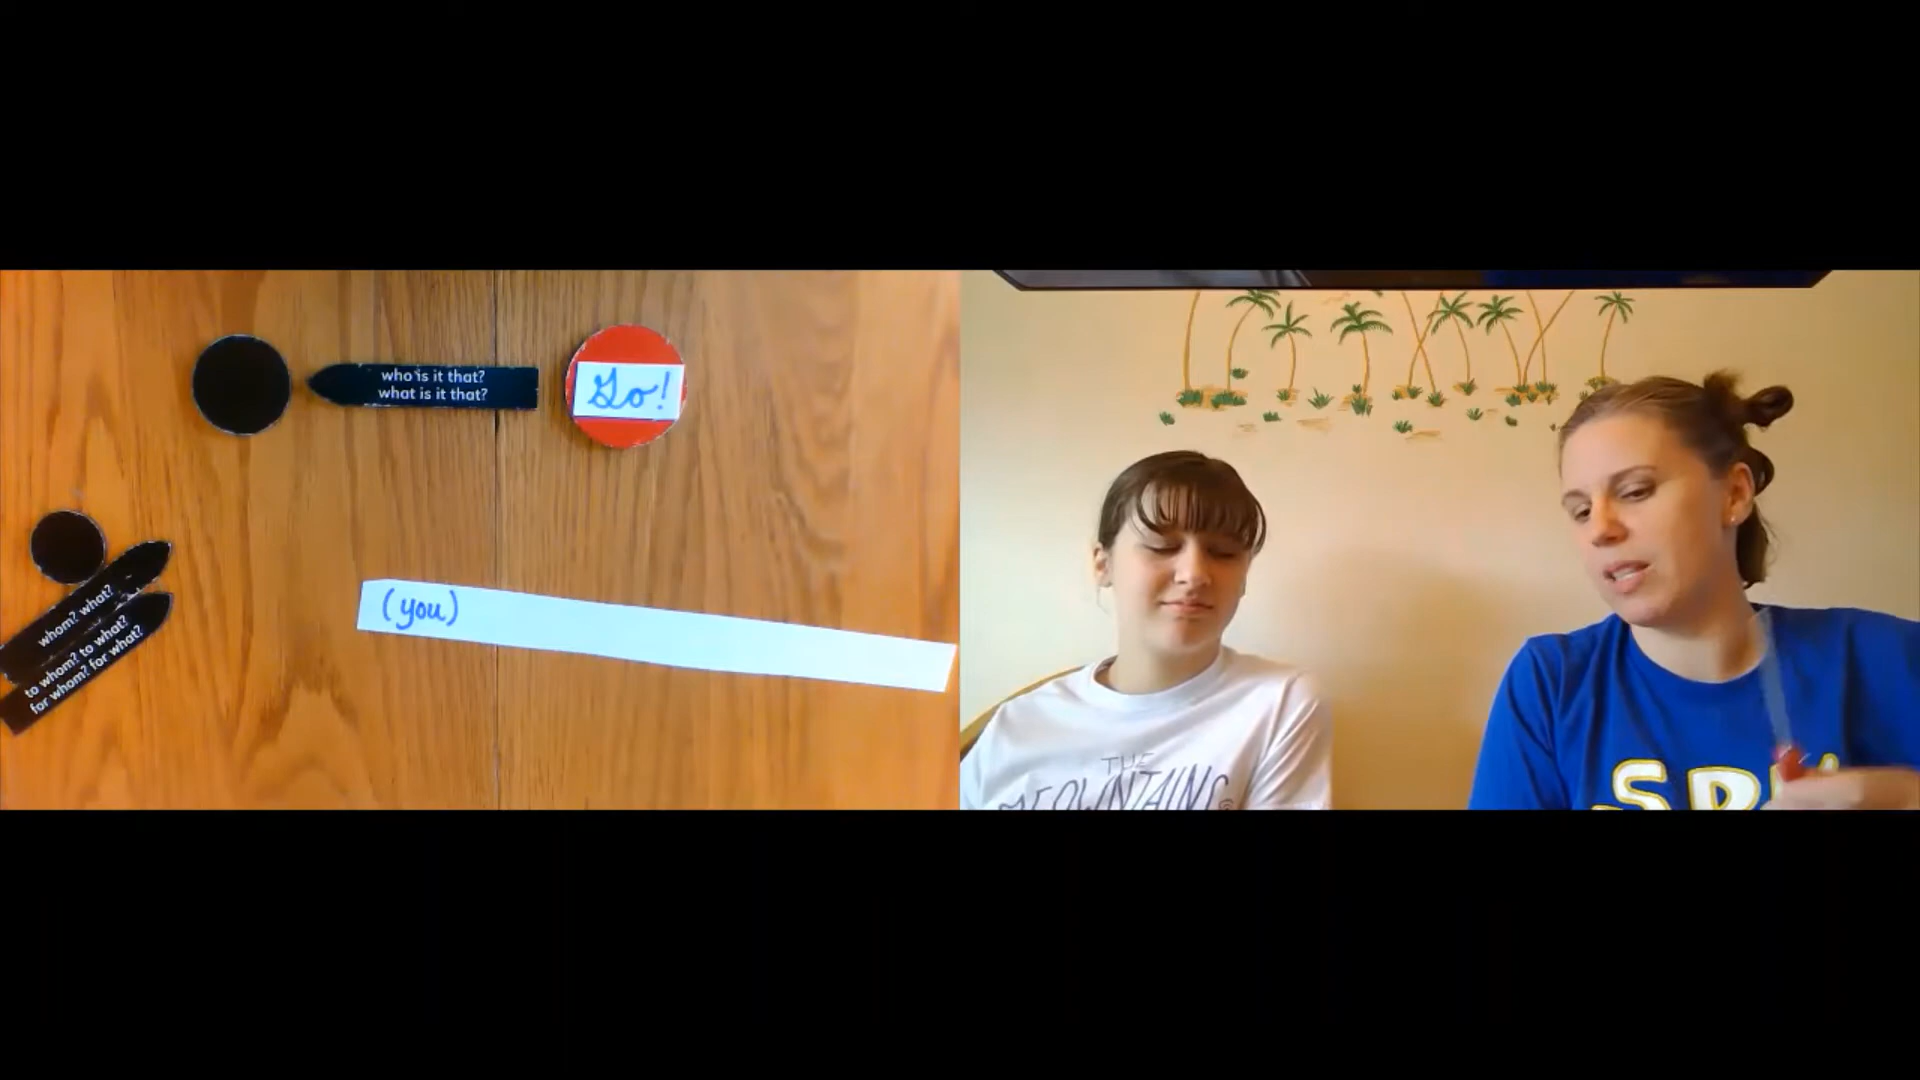 who is it that?
what is it that?
Go!
whom? what?
to whom? to what?
for whom? for what?
(you)
THE
MOUNTAINS